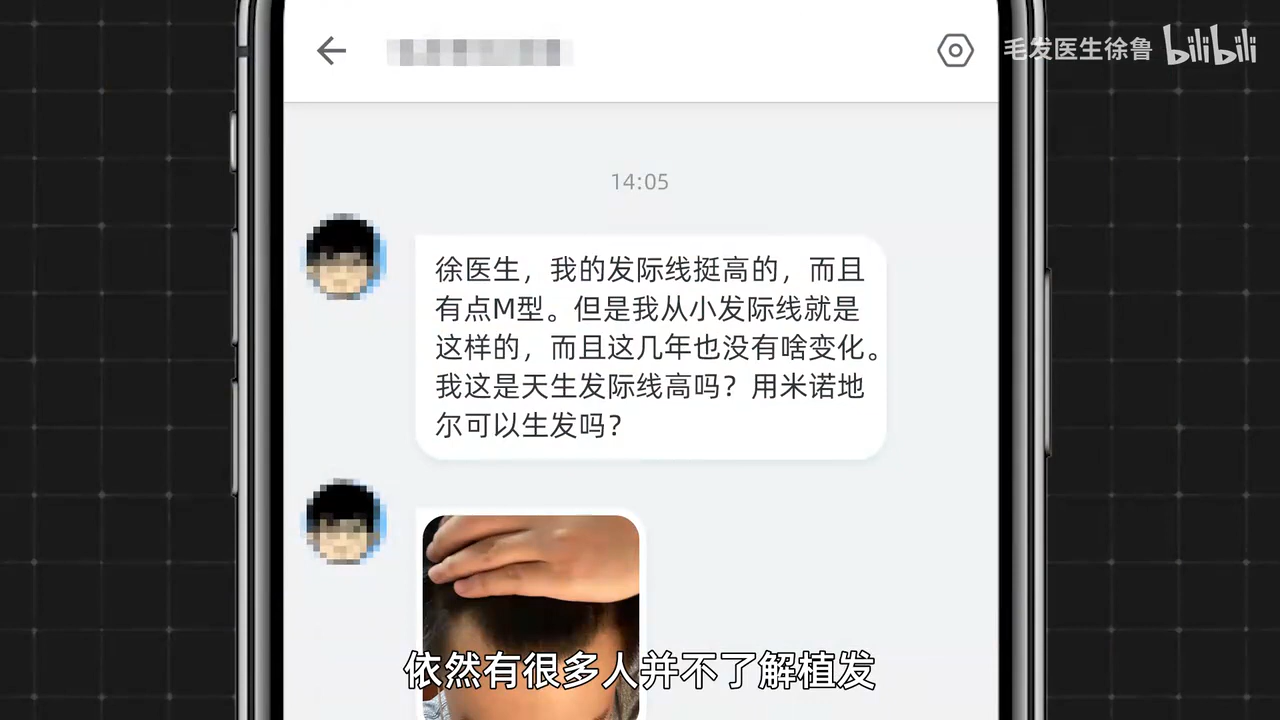 毛发医生徐鲁 bilibili
14:05
徐医生，我的发际线挺高的，而且
有点M型。但是我从小发际线就是
这样的，而且这几年也没有啥变化。
我这是天生发际线高吗？用米诺地
尔可以生发吗？
依然有很多人并不了解植发